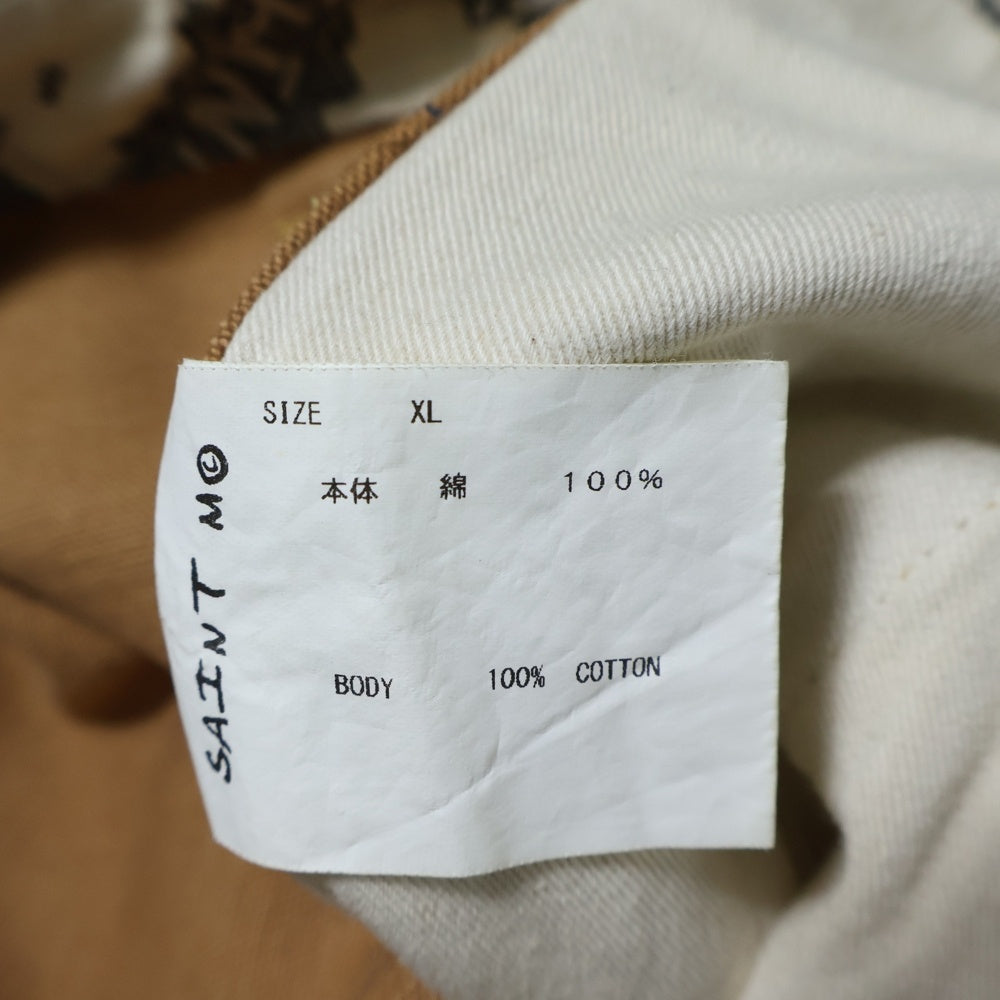 SIZE XL
本体 綿 １００％
BODY 100% COTTON
SAINT M©